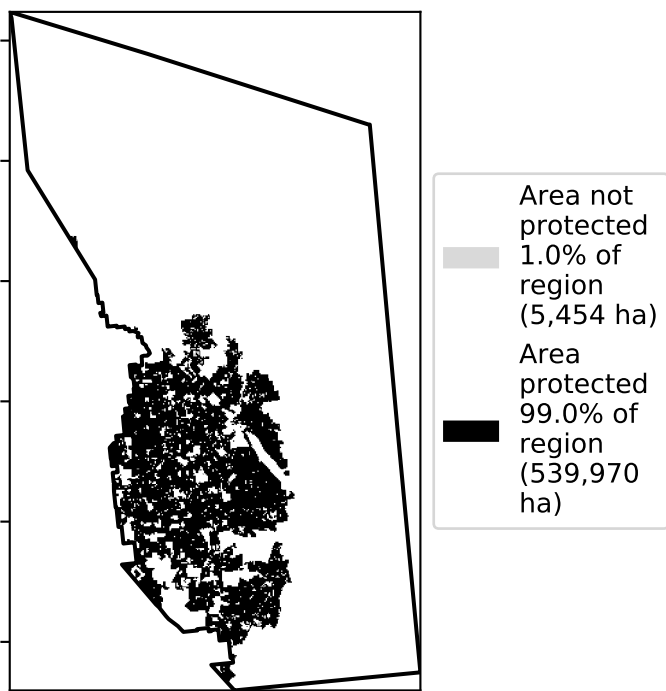 Area not
protected
1.0% of
region
(5,454 ha)
Area
protected
99.0% of
region
(539,970
ha)